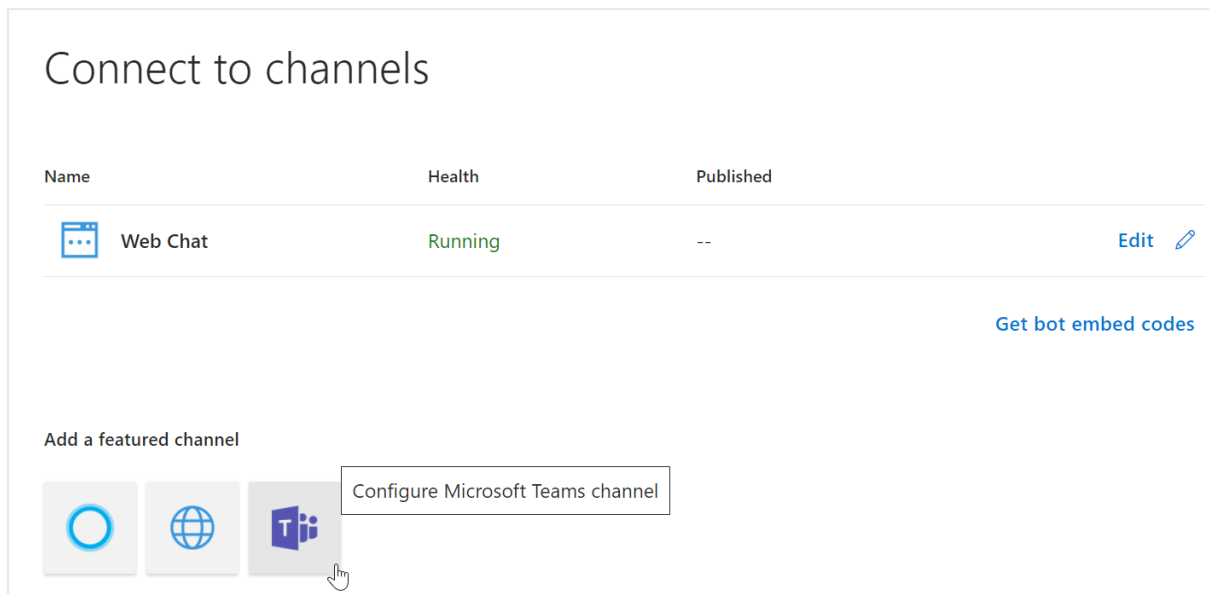 Connect to channels
Name Health Published
Web Chat Running -- Edit
Get bot embed codes
Add a featured channel
Configure Microsoft Teams channel
T